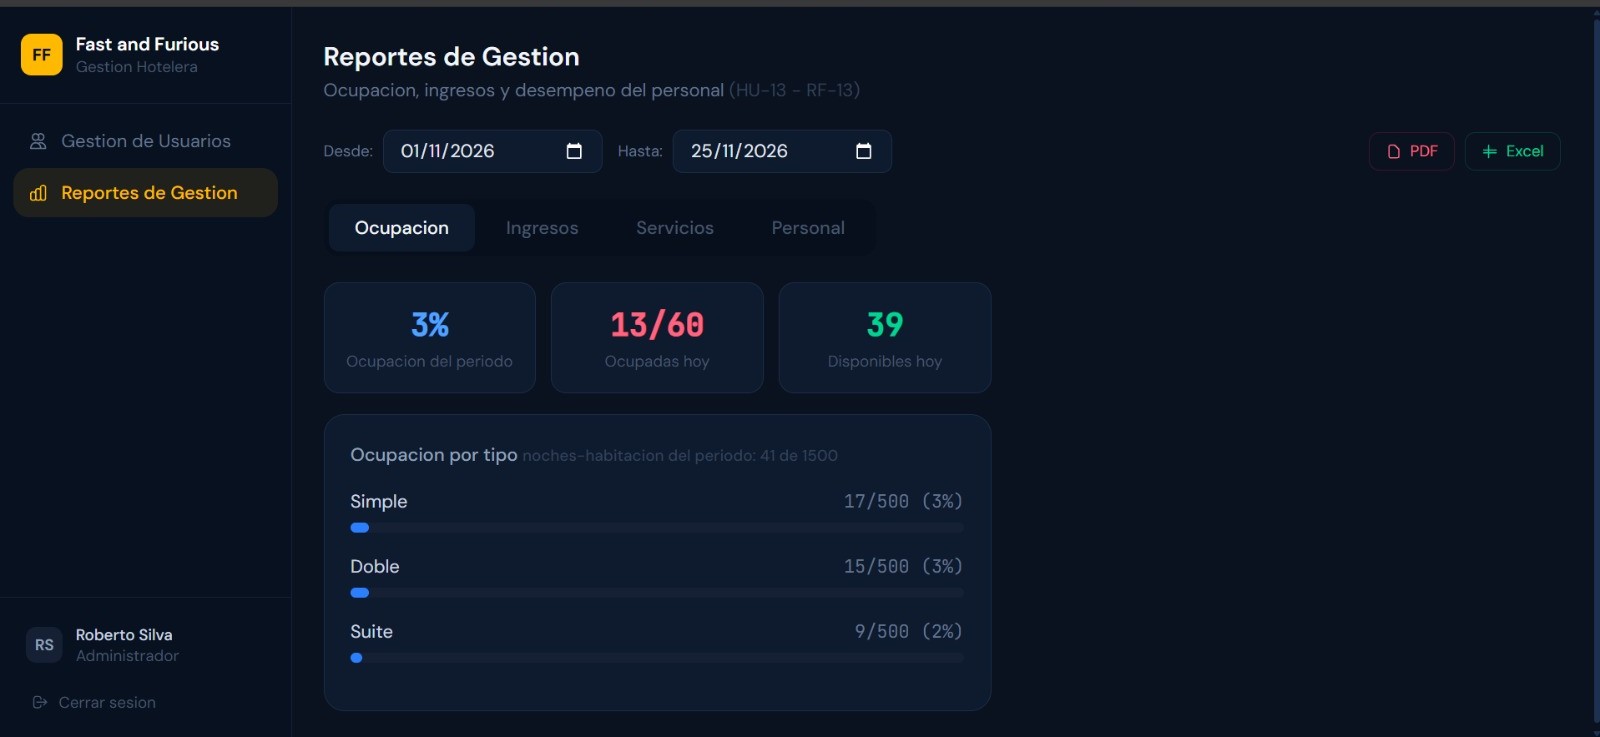 FF
Fast and Furious
Gestion Hotelera
Gestion de Usuarios
Reportes de Gestion
Roberto Silva
RS
Administrador
Cerrar sesion
Reportes de Gestion
Ocupacion, ingresos y desempeno del personal (HU-13 - RF-13)
Desde: 01/11/2026 Hasta: 25/11/2026 PDF Excel
Ocupacion Ingresos Servicios Personal
3% 13/60 39
Ocupacion del periodo Ocupadas hoy Disponibles hoy
Ocupacion por tipo noches-habitacion del periodo: 41 de 1500
Simple 17/500 (3%)
Doble 15/500 (3%)
Suite 9/500 (2%)